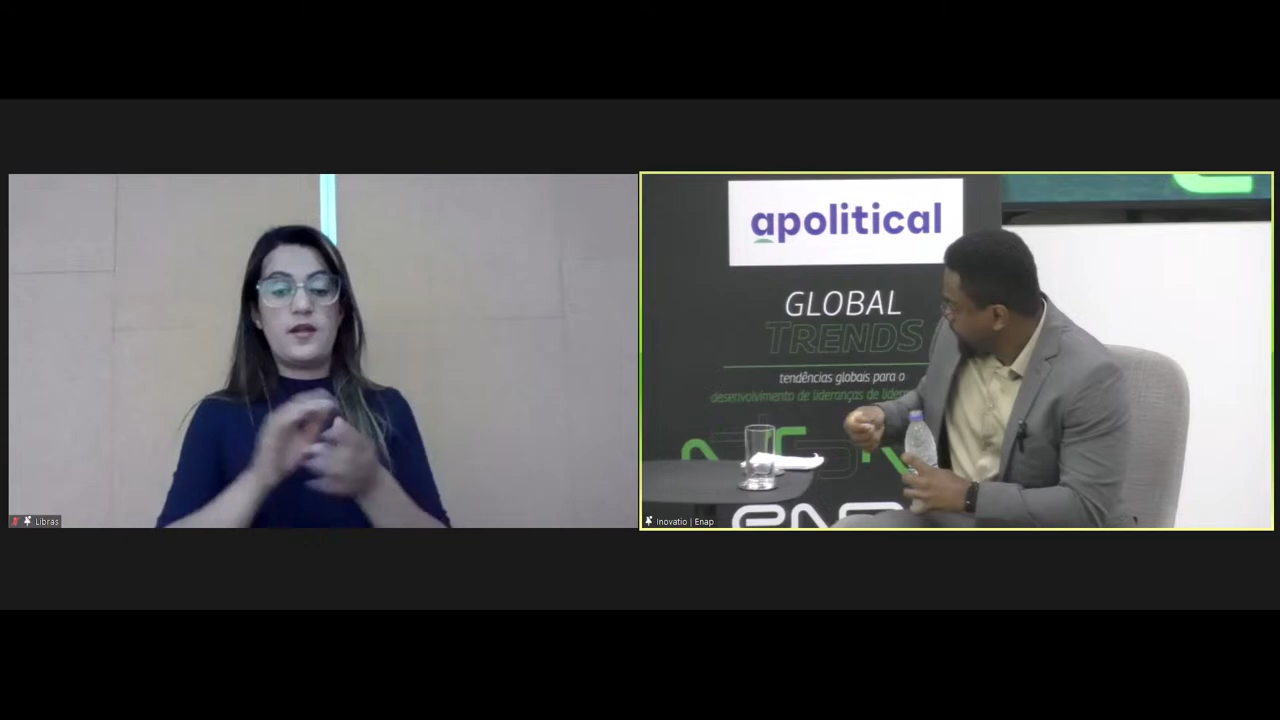 apolitical
GLOBAL
TRENDS
tendências globais para o
desenvolvimento de lideranças de
Libras
Inovatio | Enap